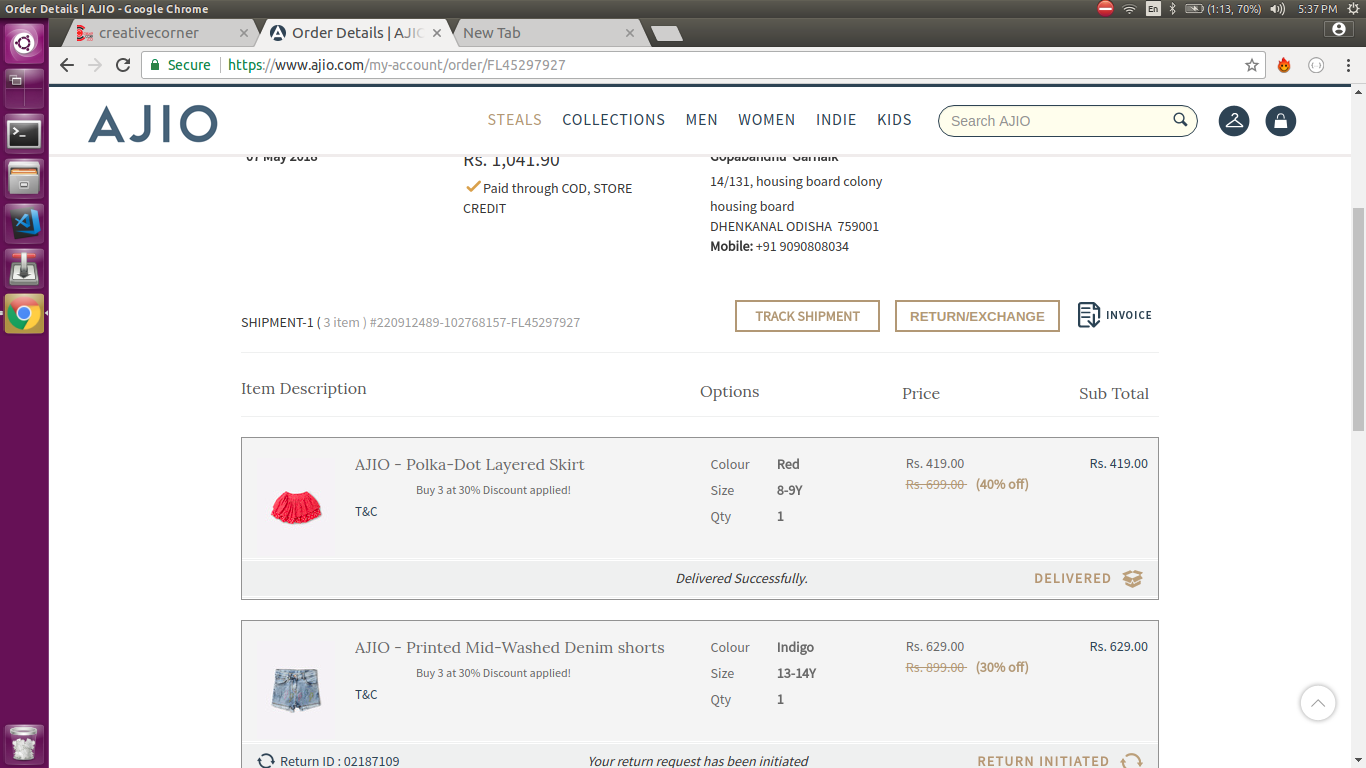 Order Details | AJIO - Google Chrome
En
(1:13, 70%)
5:37 PM
creativecorner
Order Details | AJIO
New Tab
Secure
https://www.ajio.com/my-account/order/FL45297927
AJIO
STEALS COLLECTIONS MEN WOMEN INDIE KIDS
Search AJIO
07 May 2018
Rs. 1,041.90
Paid through COD, STORE
CREDIT
Gopabandhu Garnaik
14/131, housing board colony
housing board
DHENKANAL ODISHA 759001
Mobile: +91 9090808034
SHIPMENT-1 ( 3 item ) #220912489-102768157-FL45297927
TRACK SHIPMENT
RETURN/EXCHANGE
INVOICE
Item Description
Options
Price
Sub Total
AJIO - Polka-Dot Layered Skirt
Buy 3 at 30% Discount applied!
T&C
Colour Red
Size 8-9Y
Qty 1
Rs. 419.00
Rs. 699.00 (40% off)
Rs. 419.00
Delivered Successfully.
DELIVERED
AJIO - Printed Mid-Washed Denim shorts
Buy 3 at 30% Discount applied!
T&C
Colour Indigo
Size 13-14Y
Qty 1
Rs. 629.00
Rs. 899.00 (30% off)
Rs. 629.00
Return ID : 02187109
Your return request has been initiated
RETURN INITIATED